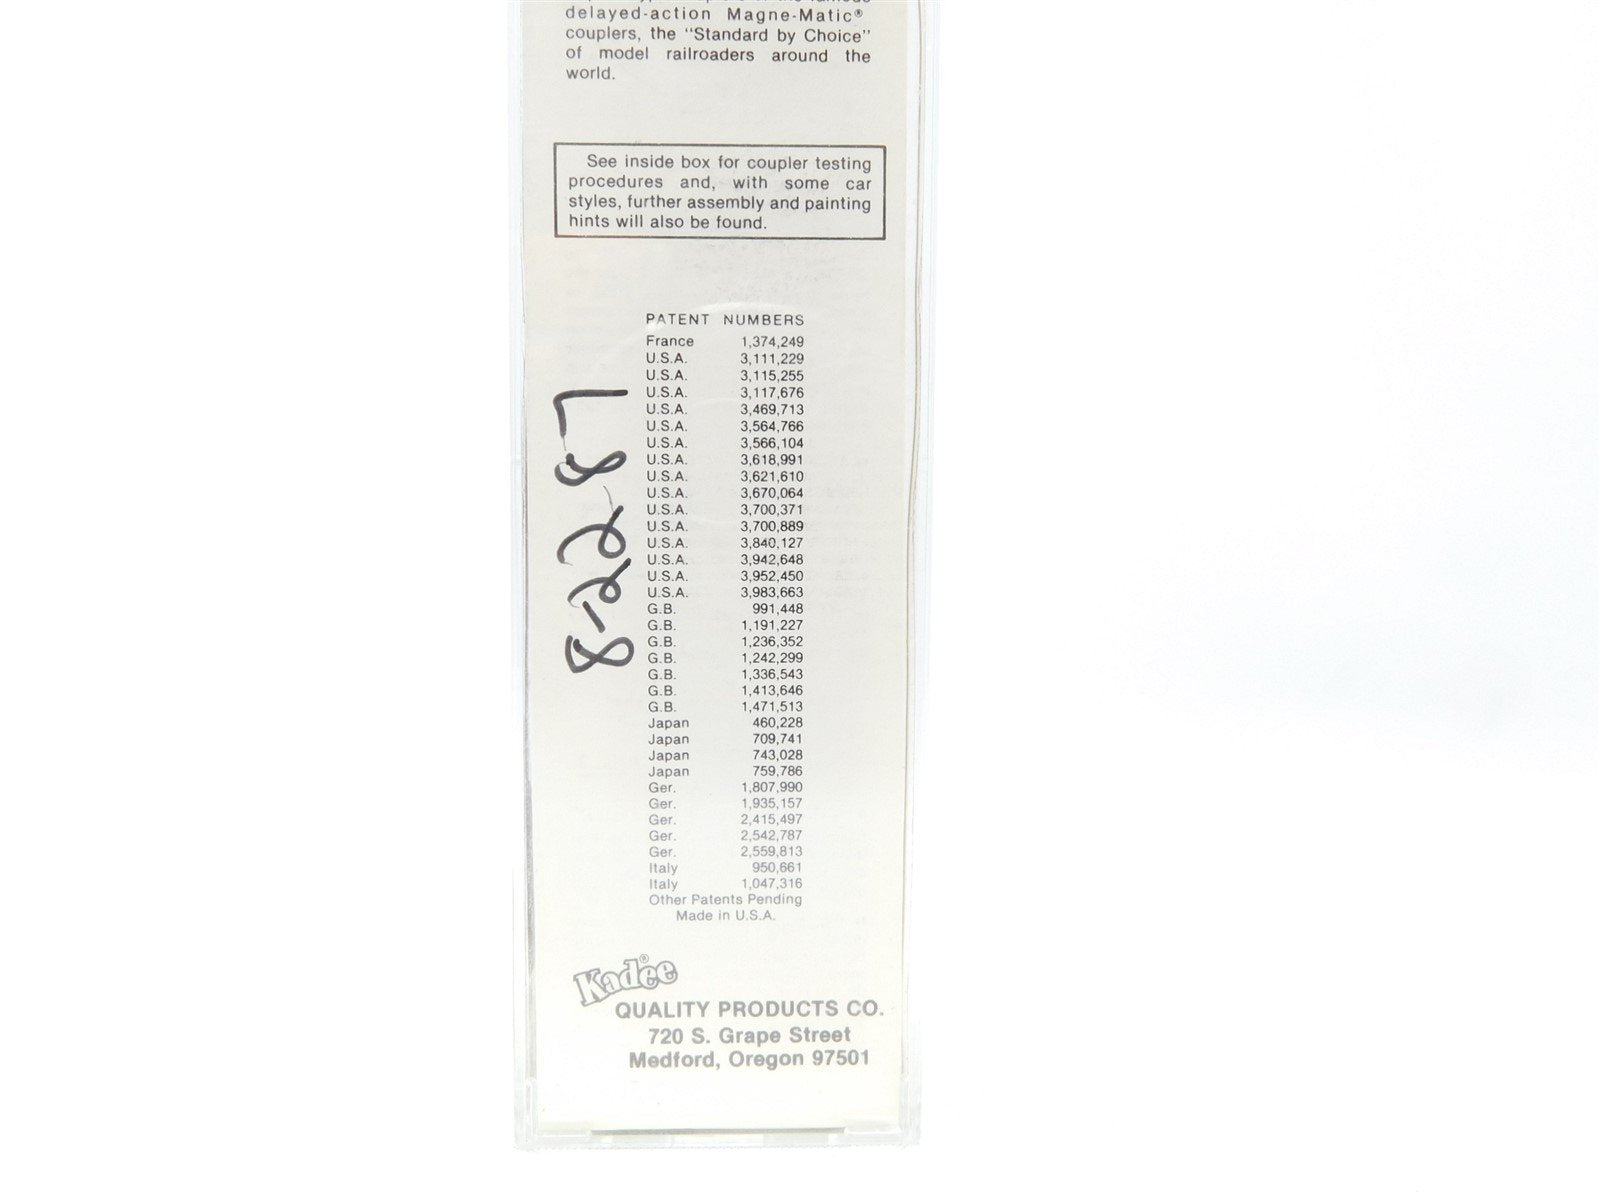 delayed-action Magne-Matic®
couplers, the "Standard by Choice"
of model railroaders around the
world.
See inside box for coupler testing
procedures and, with some car
styles, further assembly and painting
hints will also be found.
PATENT NUMBERS
France 1,374,249
U.S.A. 3,111,229
U.S.A. 3,115,255
U.S.A. 3,117,676
U.S.A. 3,469,713
U.S.A. 3,564,766
U.S.A. 3,566,104
U.S.A. 3,618,991
U.S.A. 3,621,610
U.S.A. 3,670,064
U.S.A. 3,700,371
U.S.A. 3,700,889
U.S.A. 3,840,127
U.S.A. 3,942,648
U.S.A. 3,952,450
U.S.A. 3,983,663
G.B. 991,448
G.B. 1,191,227
G.B. 1,236,352
G.B. 1,242,299
G.B. 1,336,543
G.B. 1,413,646
G.B. 1,471,513
Japan 460,228
Japan 709,741
Japan 743,028
Japan 759,786
Ger. 1,807,990
Ger. 1,935,157
Ger. 2,415,497
Ger. 2,542,787
Ger. 2,559,813
Italy 950,661
Italy 1,047,316
Other Patents Pending
Made in U.S.A.
8-22-87
Kadee®
QUALITY PRODUCTS CO.
720 S. Grape Street
Medford, Oregon 97501